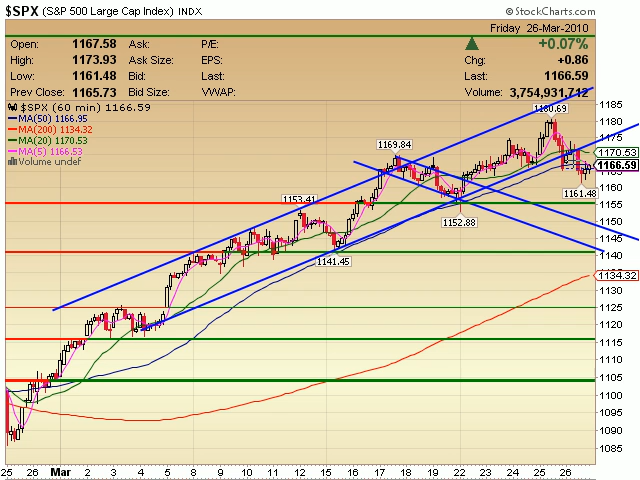 $SPX (S&P 500 Large Cap Index) INDX
© StockCharts.com
Friday 26-Mar-2010
Open: 1167.58 Ask: P/E: +0.07%
High: 1173.93 Ask Size: EPS: Chg: +0.86
Low: 1161.48 Bid: Last: Last: 1166.59
Prev Close: 1165.73 Bid Size: VWAP: Volume: 3,754,931,712
$SPX (60 min) 1166.59
MA(50) 1166.95
MA(200) 1134.32
MA(20) 1170.53
MA(5) 1166.53
Volume undef
1180.69
1169.84
1153.41
1141.45
1152.88
1161.48
1185
1180
1175
1170.53
1166.59
1160
1155
1150
1145
1140
1134.32
1130
1125
1120
1115
1110
1105
1100
1095
1090
1085
25 26 Mar 2 3 4 5 8 9 10 11 12 15 16 17 18 19 22 23 24 25 26